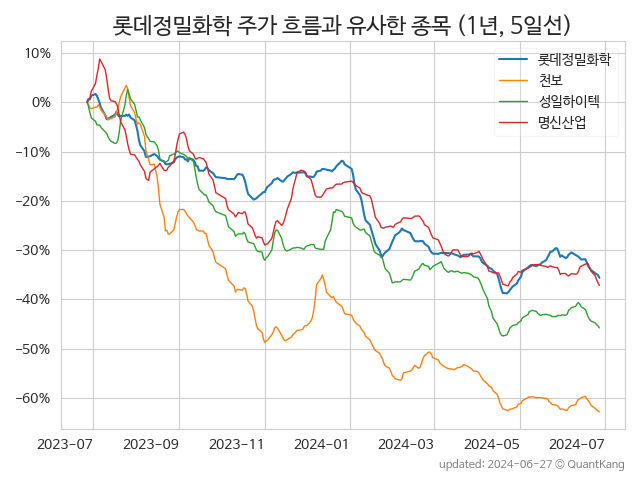 롯데정밀화학 주가 흐름과 유사한 종목 (1년, 5일선)
롯데정밀화학
천보
성일하이텍
명신산업
10%
0%
−10%
−20%
−30%
−40%
−50%
−60%
2023-07
2023-09
2023-11
2024-01
2024-03
2024-05
2024-07
updated: 2024-06-27 © QuantKang